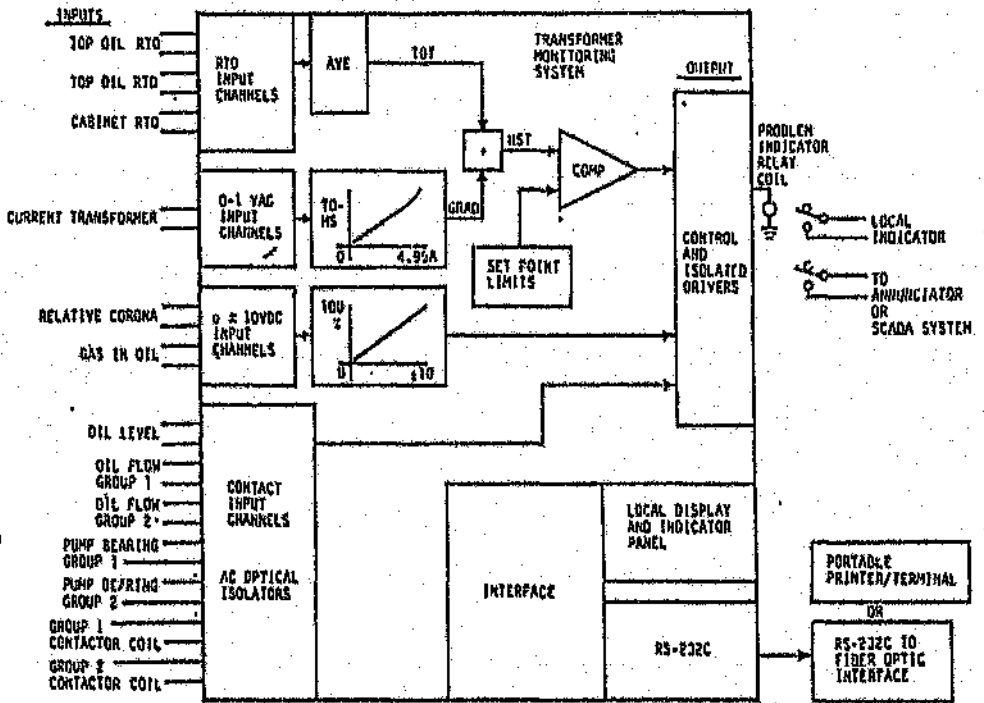 INPUTS
TOP OIL RTD
TOP OIL RTD
CABINET RTD
CURRENT TRANSFORMER
RELATIVE CORONA
GAS IN OIL
OIL LEVEL
OIL FLOW
GROUP 1
OIL FLOW
GROUP 2
PUMP BEARING
GROUP 1
PUMP BEARING
GROUP 2
GROUP 1
CONTACTOR COIL
GROUP 2
CONTACTOR COIL
RTD
INPUT
CHANNELS
AVE
TOT
TRANSFORMER
MONITORING
SYSTEM
0-1 VAC
INPUT
CHANNELS
TO-
HS
0
4.95A
GRAD
+
HST
COMP
SET POINT
LIMITS
0 ± 10VDC
INPUT
CHANNELS
100
%
0
±10
CONTACT
INPUT
CHANNELS
AC OPTICAL
ISOLATORS
OUTPUT
CONTROL
AND
ISOLATED
DRIVERS
PROBLEM
INDICATOR
RELAY
COIL
LOCAL
INDICATOR
TO
ANNUNCIATOR
OR
SCADA SYSTEM
INTERFACE
LOCAL DISPLAY
AND INDICATOR
PANEL
RS-232C
PORTABLE
PRINTER/TERMINAL
OR
RS-232C TO
FIBER OPTIC
INTERFACE